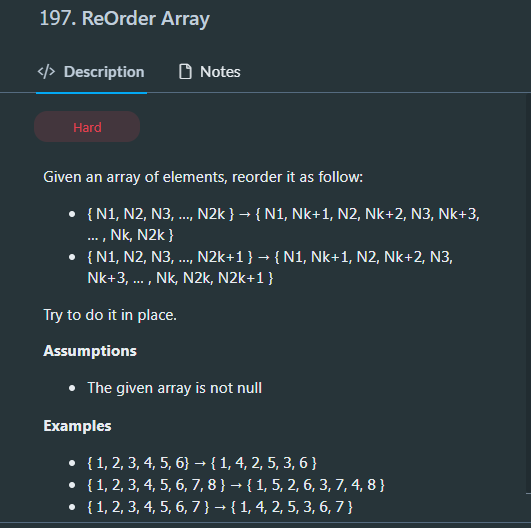 197. ReOrder Array
</> Description Notes
Hard
Given an array of elements, reorder it as follow:
• { N1, N2, N3, ..., N2k } → { N1, Nk+1, N2, Nk+2, N3, Nk+3,
... , Nk, N2k }
• { N1, N2, N3, ..., N2k+1 } → { N1, Nk+1, N2, Nk+2, N3,
Nk+3, ... , Nk, N2k, N2k+1 }
Try to do it in place.
Assumptions
• The given array is not null
Examples
• { 1, 2, 3, 4, 5, 6} → { 1, 4, 2, 5, 3, 6 }
• { 1, 2, 3, 4, 5, 6, 7, 8 } → { 1, 5, 2, 6, 3, 7, 4, 8 }
• { 1, 2, 3, 4, 5, 6, 7 } → { 1, 4, 2, 5, 3, 6, 7 }